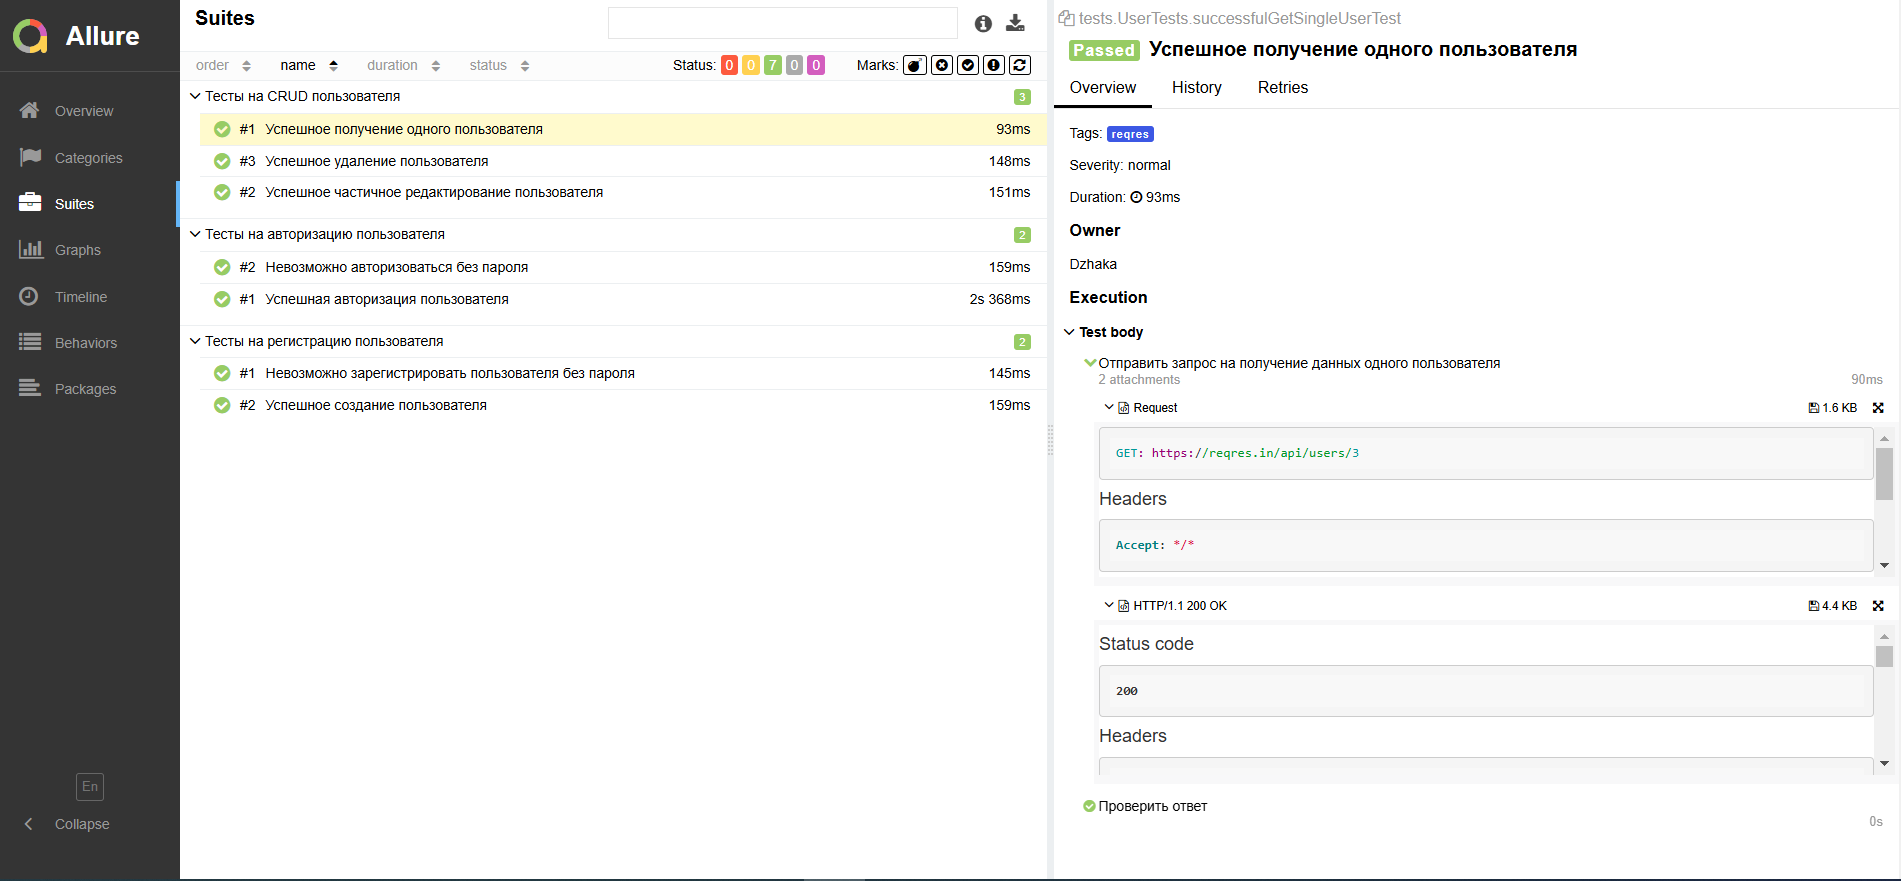 Allure
Overview
Categories
Suites
Graphs
Timeline
Behaviors
Packages
En
Collapse
Suites
order name duration status Status: 0 0 7 0 0 Marks:
Тесты на CRUD пользователя 3
#1 Успешное получение одного пользователя 93ms
#3 Успешное удаление пользователя 148ms
#2 Успешное частичное редактирование пользователя 151ms
Тесты на авторизацию пользователя 2
#2 Невозможно авторизоваться без пароля 159ms
#1 Успешная авторизация пользователя 2s 368ms
Тесты на регистрацию пользователя 2
#1 Невозможно зарегистрировать пользователя без пароля 145ms
#2 Успешное создание пользователя 159ms
tests.UserTests.successfulGetSingleUserTest
Passed Успешное получение одного пользователя
Overview History Retries
Tags: reqres
Severity: normal
Duration: 93ms
Owner
Dzhaka
Execution
Test body
Отправить запрос на получение данных одного пользователя
2 attachments 90ms
Request 1.6 KB
GET: https://reqres.in/api/users/3
Headers
Accept: */*
HTTP/1.1 200 OK 4.4 KB
Status code
200
Headers
Проверить ответ
0s